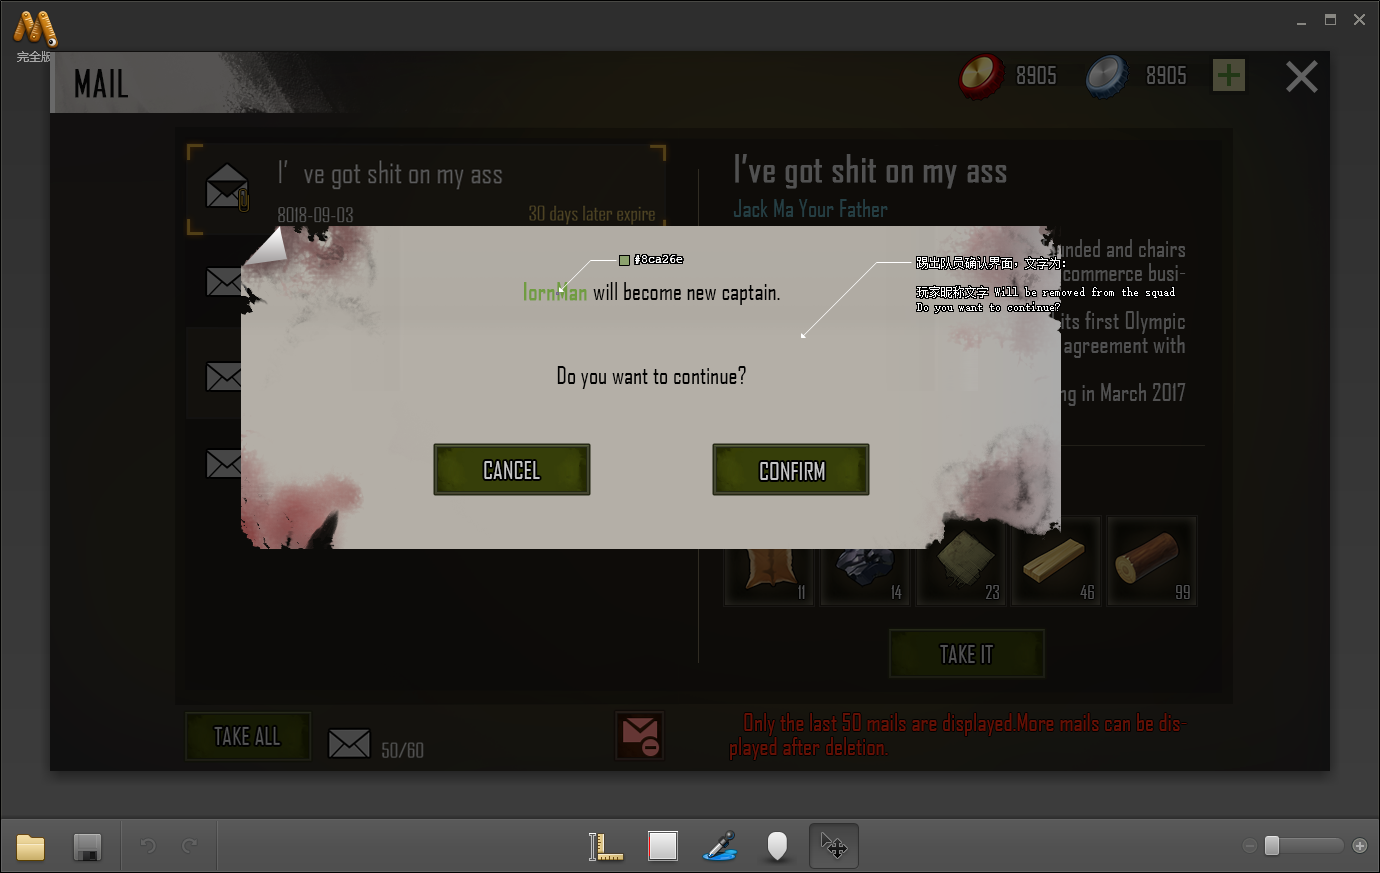 完全版
MAIL
8905
8905
I' ve got shit on my ass
8018-09-03
30 days later expire
I've got shit on my ass
Jack Ma Your Father
unded and chairs
commerce busi-
its first Olympic
agreement with
ng in March 2017
#8ca26e
IornMan will become new captain.
Do you want to continue?
CANCEL
CONFIRM
踢出队员确认界面，文字为：
玩家昵称文字 Will be removed from the squad
Do you want to continue?
11
14
23
46
99
TAKE IT
TAKE ALL
50/60
Only the last 50 mails are displayed.More mails can be dis-
played after deletion.